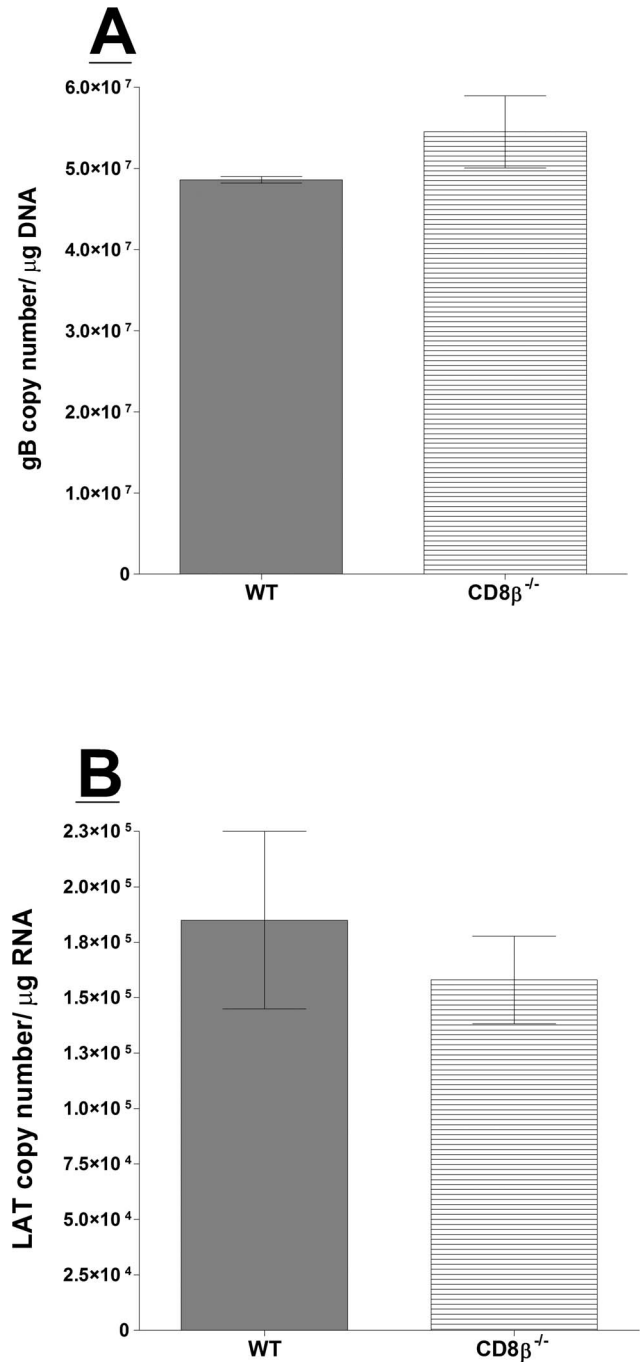 A
gB copy number/ μg DNA
6.0×10⁷
5.0×10⁷
4.0×10⁷
3.0×10⁷
2.0×10⁷
1.0×10⁷
0
WT
CD8β⁻/⁻
B
LAT copy number/ μg RNA
2.3×10⁵
2.0×10⁵
1.8×10⁵
1.5×10⁵
1.3×10⁵
1.0×10⁵
7.5×10⁴
5.0×10⁴
2.5×10⁴
0
WT
CD8β⁻/⁻